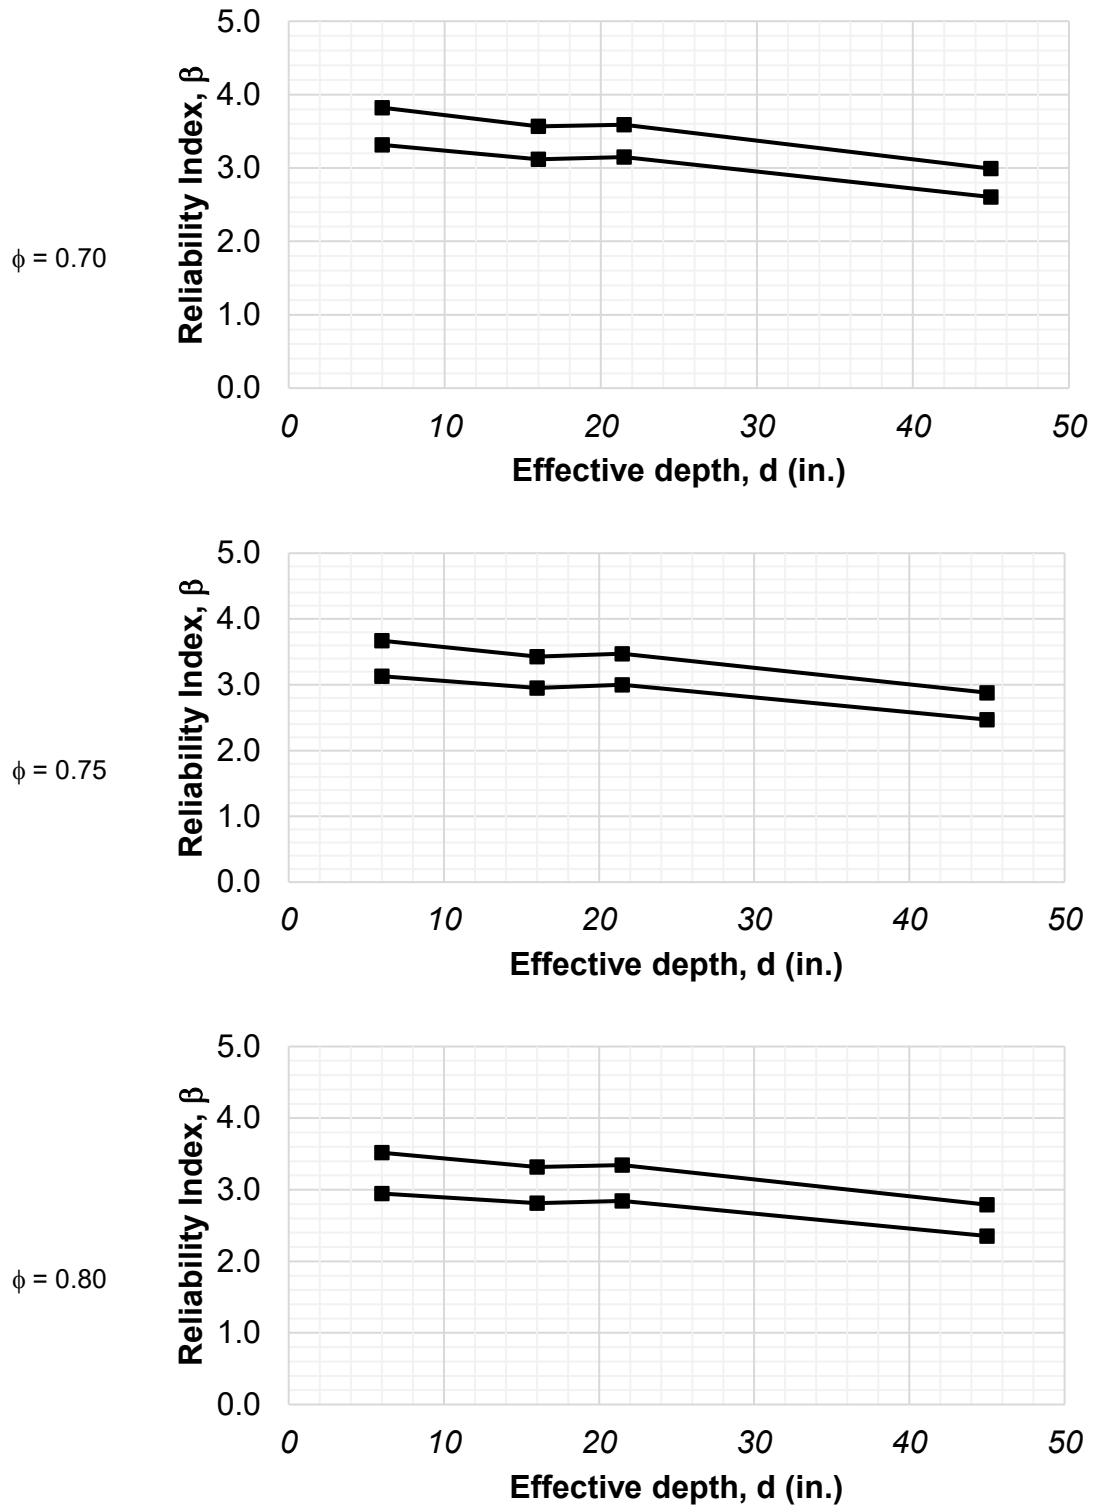 5.0
4.0
3.0
2.0
1.0
0.0
Reliability Index, β
ϕ = 0.70
0 10 20 30 40 50
Effective depth, d (in.)
5.0
4.0
3.0
2.0
1.0
0.0
Reliability Index, β
ϕ = 0.75
0 10 20 30 40 50
Effective depth, d (in.)
5.0
4.0
3.0
2.0
1.0
0.0
Reliability Index, β
ϕ = 0.80
0 10 20 30 40 50
Effective depth, d (in.)